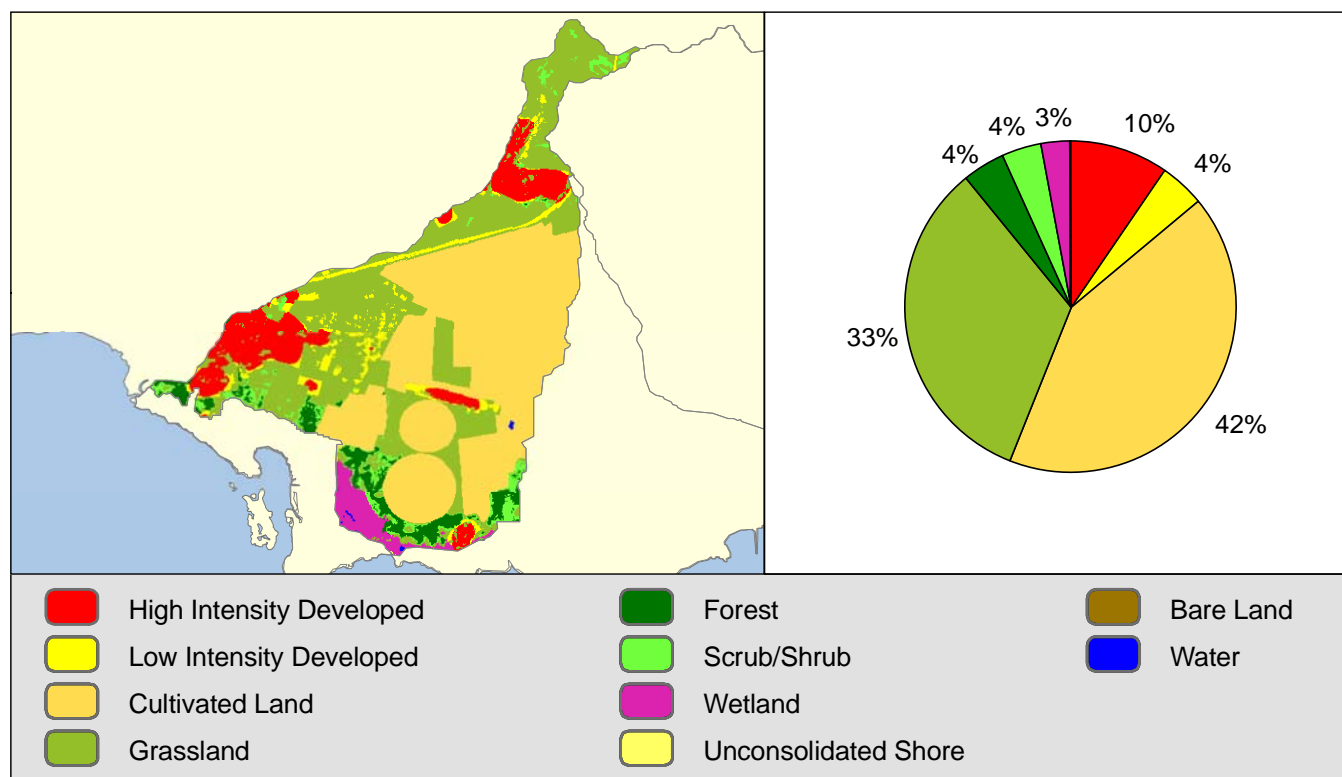 4%
4%
3%
10%
4%
33%
42%
High Intensity Developed
Low Intensity Developed
Cultivated Land
Grassland
Forest
Scrub/Shrub
Wetland
Unconsolidated Shore
Bare Land
Water